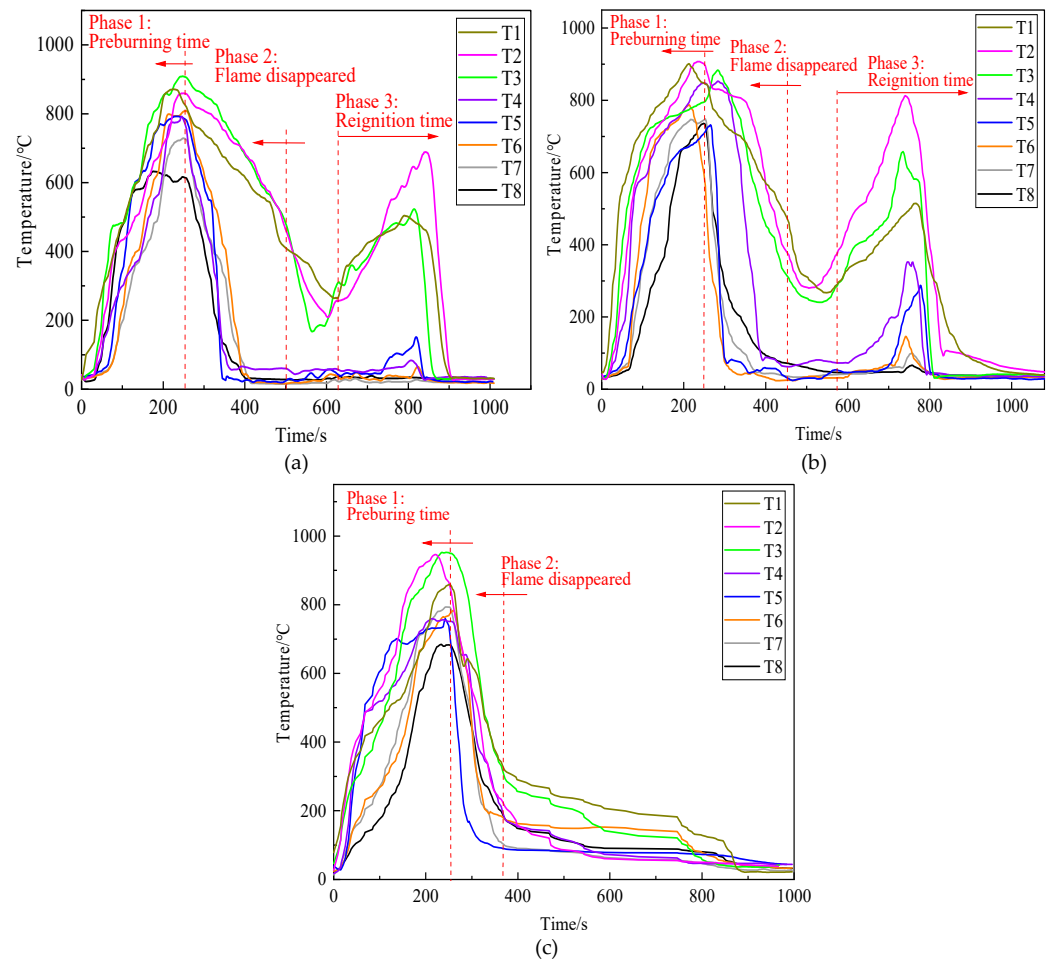 Phase 1:
Preburning time
Phase 2:
Flame disappeared
Phase 3:
Reignition time
T1
T2
T3
T4
T5
T6
T7
T8
1000
800
600
400
200
0
Temperature/°C
0 200 400 600 800 1000
Time/s
(a)
Phase 1:
Preburning time
Phase 2:
Flame disappeared
Phase 3:
Reignition time
T1
T2
T3
T4
T5
T6
T7
T8
1000
800
600
400
200
0
Temperature/°C
0 200 400 600 800 1000
Time/s
(b)
Phase 1:
Preburing time
Phase 2:
Flame disappeared
T1
T2
T3
T4
T5
T6
T7
T8
1000
800
600
400
200
0
Temperature/°C
0 200 400 600 800 1000
Time/s
(c)